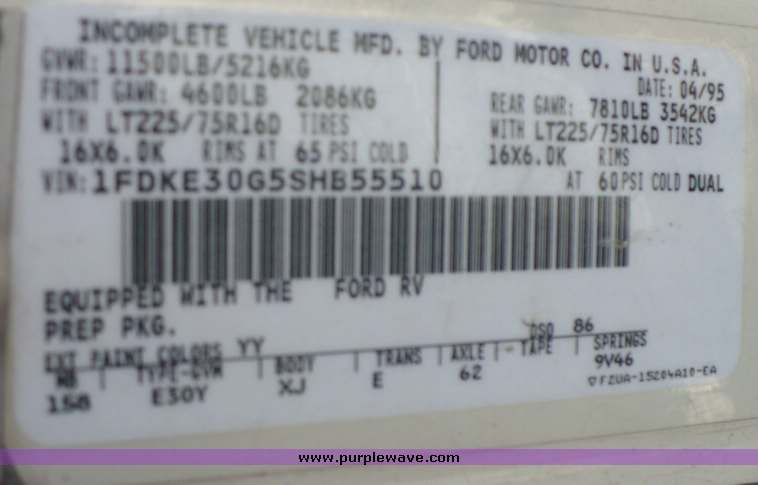 INCOMPLETE VEHICLE MFD. BY FORD MOTOR CO. IN U.S.A.
GVWR: 11500LB/5216KG
DATE: 04/95
FRONT GAWR: 4600LB 2086KG
REAR GAWR: 7810LB 3542KG
WITH LT225/75R16D TIRES
WITH LT225/75R16D TIRES
16X6.0K RIMS AT 65 PSI COLD
16X6.0K RIMS
VIN: 1FDKE30G5SHB55510
AT 60 PSI COLD DUAL
EQUIPPED WITH THE FORD RV
PREP PKG.
DSO 86
EXT PAINT COLORS YY
WB | TYPE-GVW | BODY | TRANS | AXLE | - TAPE | SPRINGS
158 E30Y XJ E 62 9V46
▽F2UA-15204A10-EA
www.purplewave.com